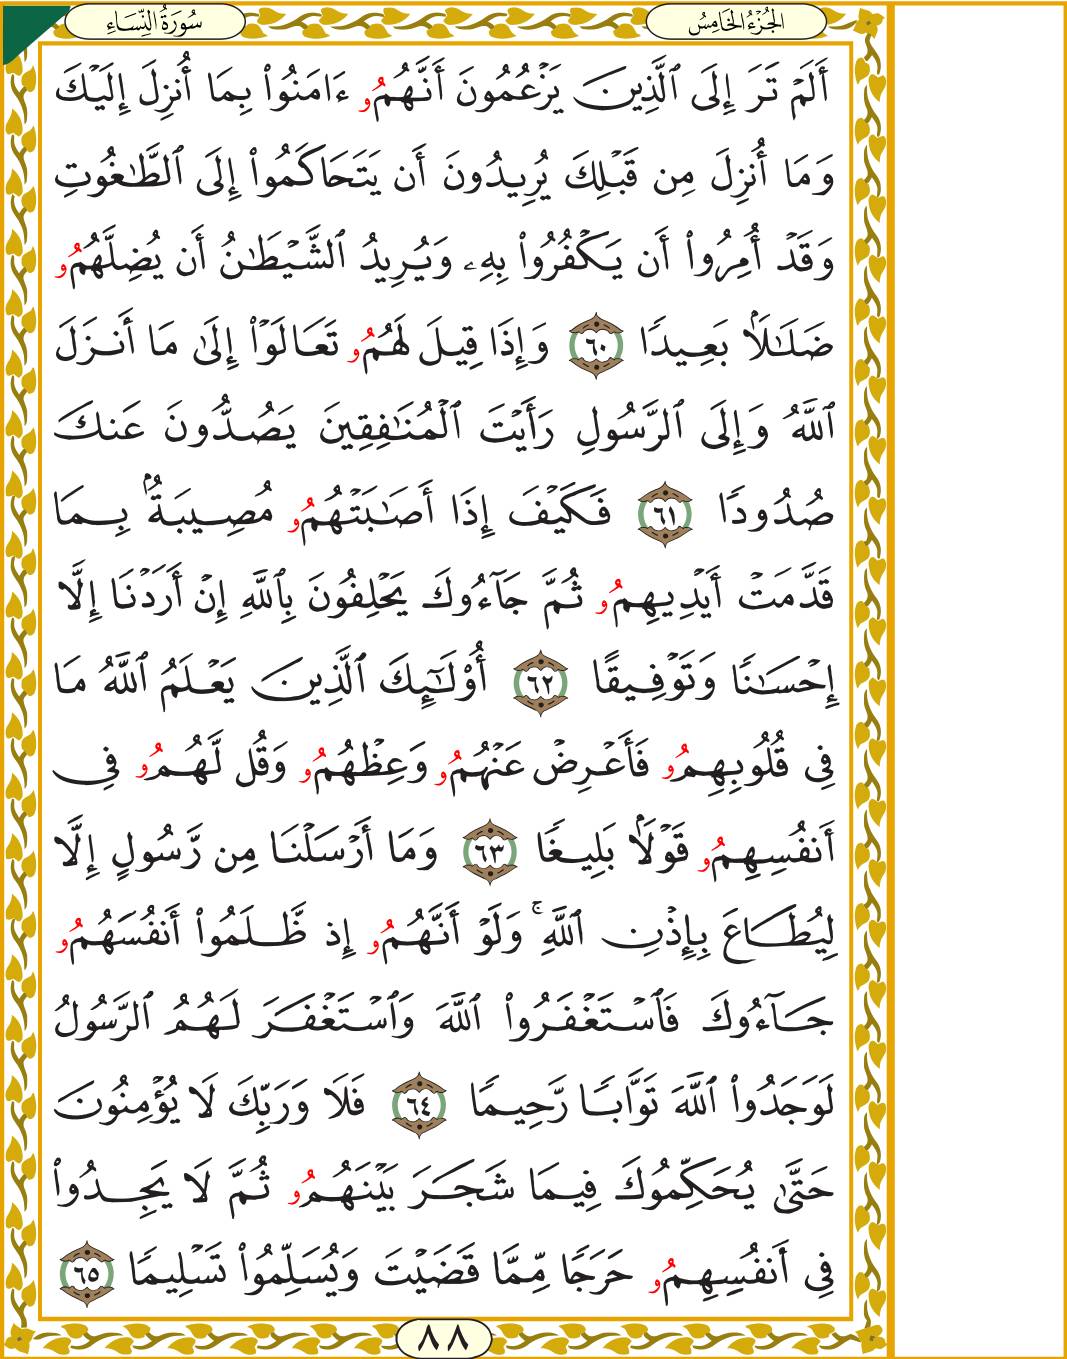 سُورَةُ النِّسَاءِ
الجُزْءُ الخَامِسُ
أَلَمْ تَرَ إِلَى ٱلَّذِينَ يَزْعُمُونَ أَنَّهُمُۥ ءَامَنُوا۟ بِمَا أُنزِلَ إِلَيْكَ
وَمَا أُنزِلَ مِن قَبْلِكَ يُرِيدُونَ أَن يَتَحَاكَمُوا۟ إِلَى ٱلطَّـٰغُوتِ
وَقَدْ أُمِرُوا۟ أَن يَكْفُرُوا۟ بِهِۦ وَيُرِيدُ ٱلشَّيْطَـٰنُ أَن يُضِلَّهُمُۥ
ضَلَـٰلًا بَعِيدًا ٦٠ وَإِذَا قِيلَ لَهُمُۥ تَعَالَوْا۟ إِلَىٰ مَا أَنزَلَ
ٱللَّهُ وَإِلَى ٱلرَّسُولِ رَأَيْتَ ٱلْمُنَـٰفِقِينَ يَصُدُّونَ عَنكَ
صُدُودًا ٦١ فَكَيْفَ إِذَا أَصَـٰبَتْهُمُۥ مُصِيبَةٌۢ بِمَا
قَدَّمَتْ أَيْدِيهِمُۥ ثُمَّ جَآءُوكَ يَحْلِفُونَ بِٱللَّهِ إِنْ أَرَدْنَا إِلَّا
إِحْسَـٰنًا وَتَوْفِيقًا ٦٢ أُو۟لَـٰٓئِكَ ٱلَّذِينَ يَعْلَمُ ٱللَّهُ مَا
فِى قُلُوبِهِمُۥ فَأَعْرِضْ عَنْهُمُۥ وَعِظْهُمُۥ وَقُل لَّهُمُۥ فِى
أَنفُسِهِمُۥ قَوْلًۢا بَلِيغًا ٦٣ وَمَا أَرْسَلْنَا مِن رَّسُولٍ إِلَّا
لِيُطَاعَ بِإِذْنِ ٱللَّهِ ۚ وَلَوْ أَنَّهُمُۥ إِذ ظَّلَمُوا۟ أَنفُسَهُمُۥ
جَآءُوكَ فَٱسْتَغْفَرُوا۟ ٱللَّهَ وَٱسْتَغْفَرَ لَهُمُ ٱلرَّسُولُ
لَوَجَدُوا۟ ٱللَّهَ تَوَّابًا رَّحِيمًا ٦٤ فَلَا وَرَبِّكَ لَا يُؤْمِنُونَ
حَتَّىٰ يُحَكِّمُوكَ فِيمَا شَجَرَ بَيْنَهُمُۥ ثُمَّ لَا يَجِدُوا۟
فِى أَنفُسِهِمُۥ حَرَجًا مِّمَّا قَضَيْتَ وَيُسَلِّمُوا۟ تَسْلِيمًا ٦٥
٨٨